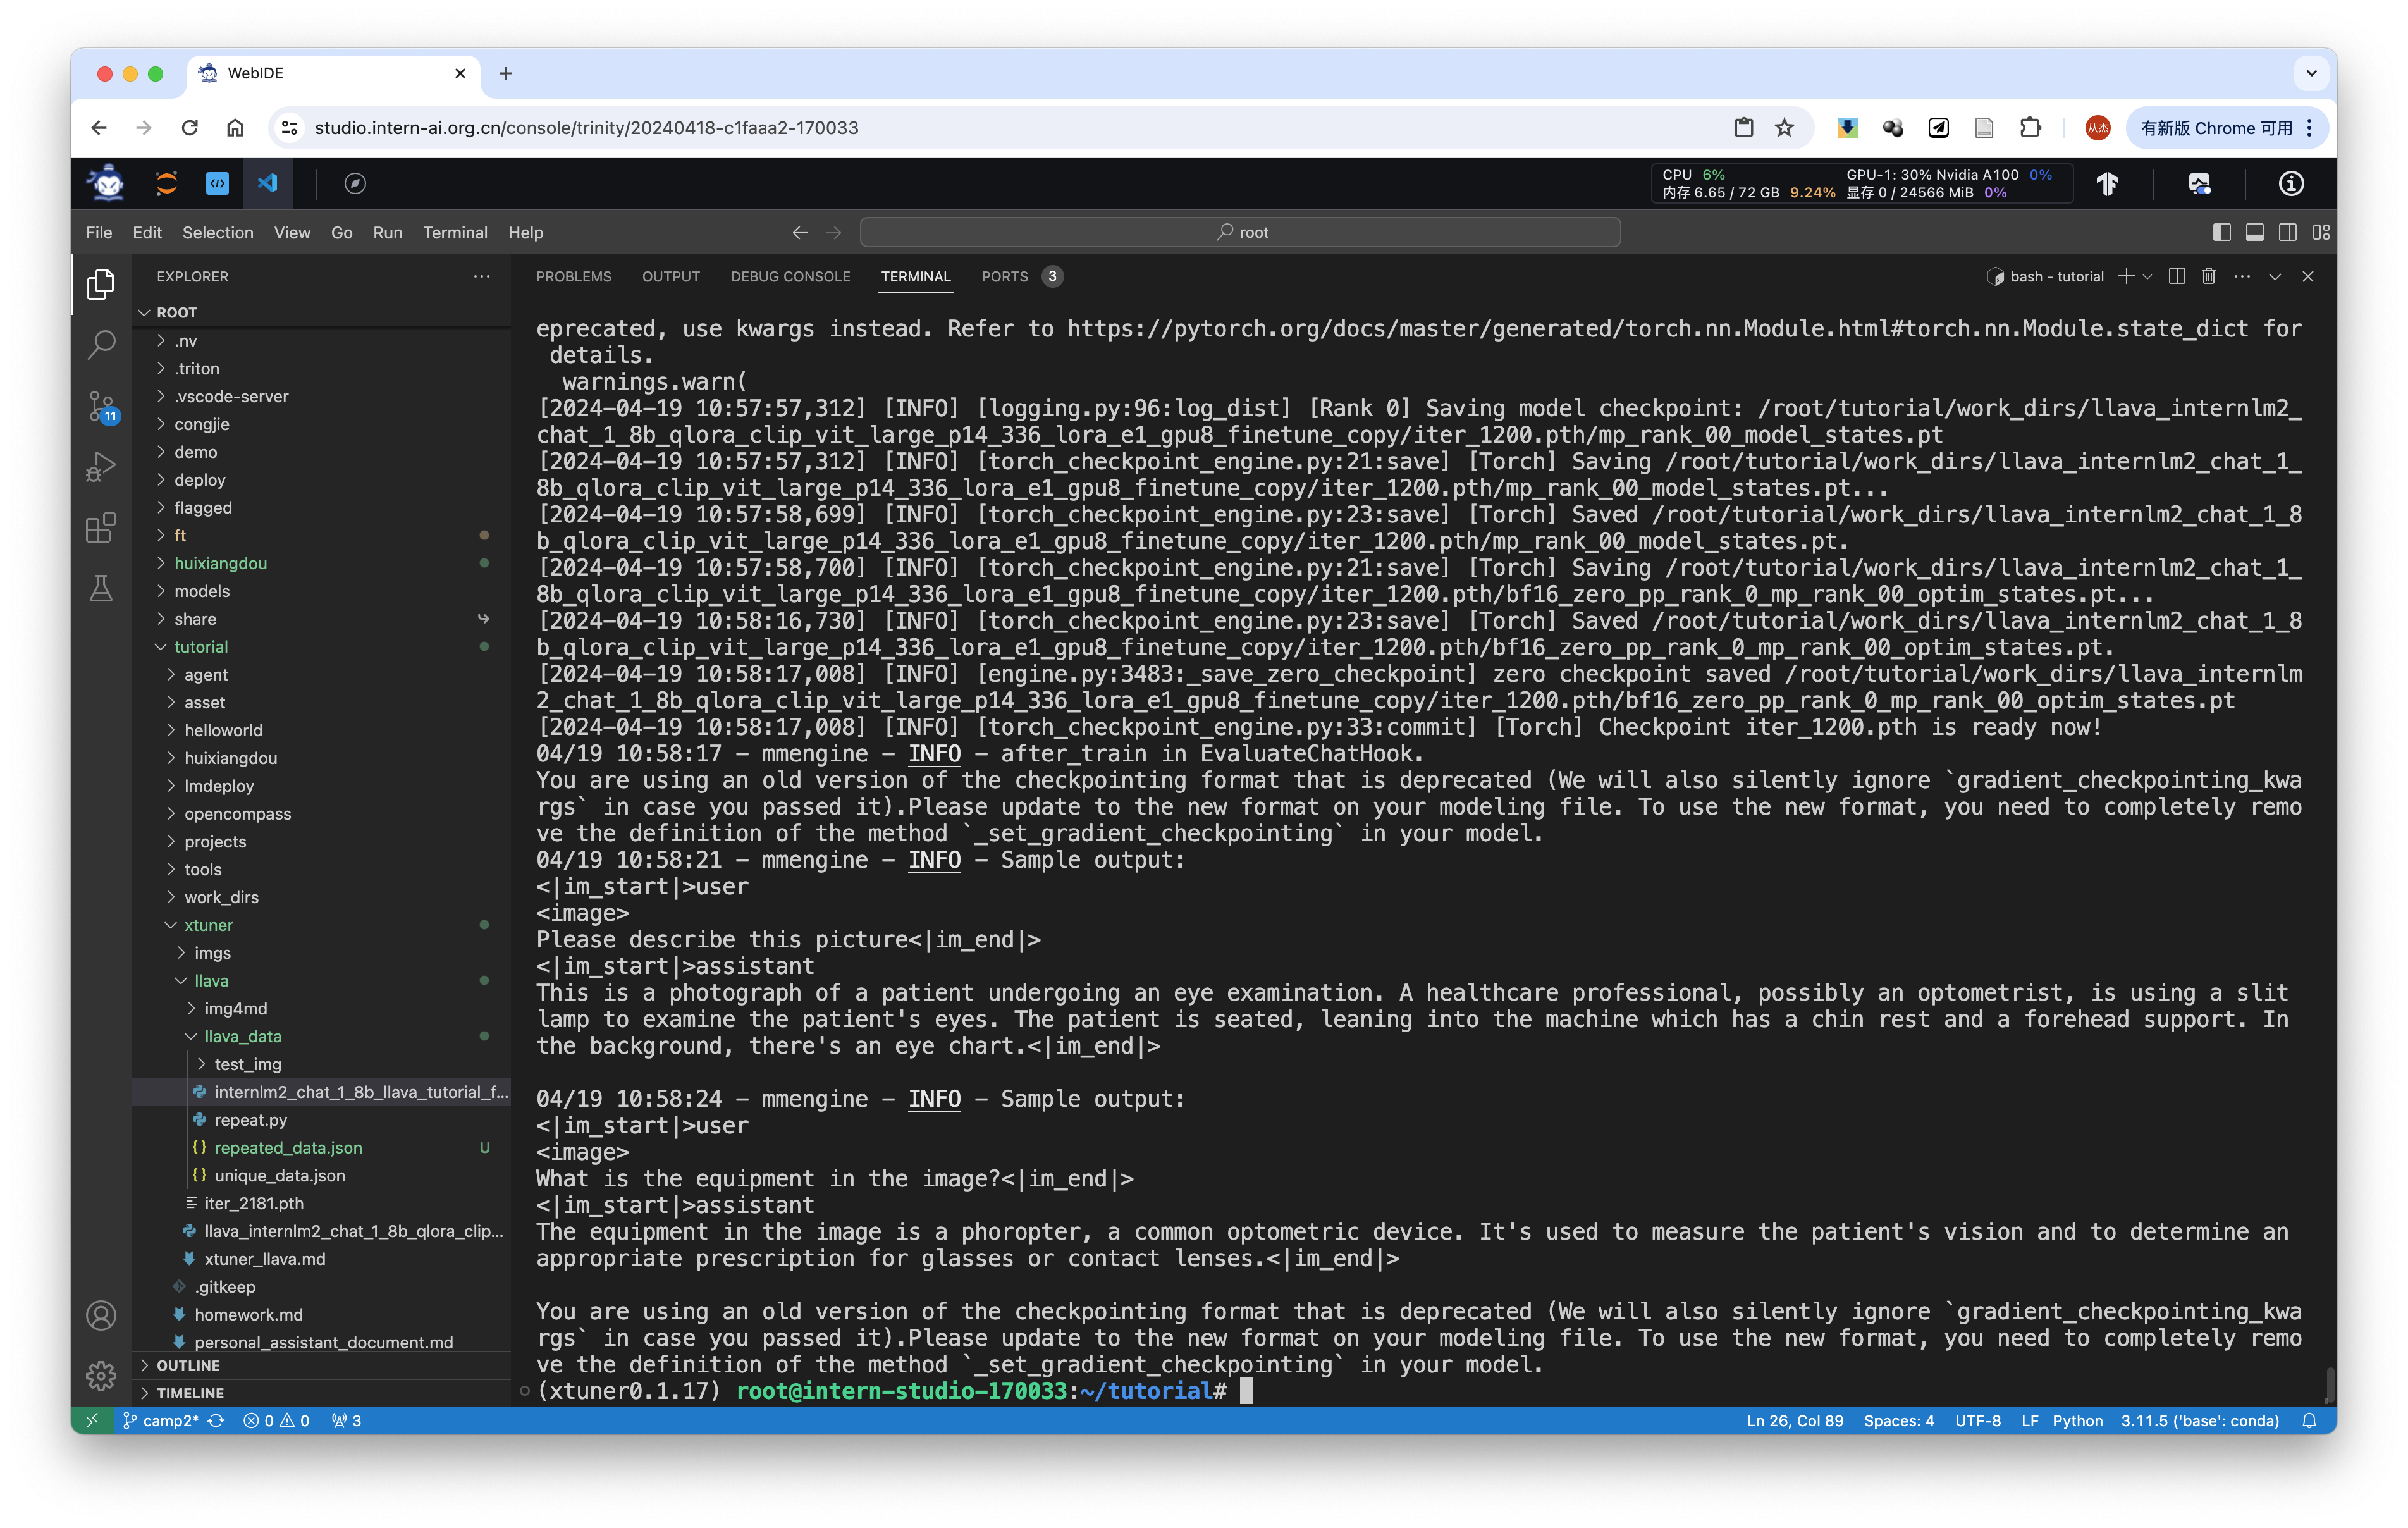 WebIDE
studio.intern-ai.org.cn/console/trinity/20240418-c1faaa2-170033
从杰
有新版 Chrome 可用
CPU 6% GPU-1: 30% Nvidia A100 0%
内存 6.65 / 72 GB 9.24% 显存 0 / 24566 MiB 0%
File Edit Selection View Go Run Terminal Help
root
EXPLORER
PROBLEMS OUTPUT DEBUG CONSOLE TERMINAL PORTS 3
bash - tutorial
ROOT
.nv
.triton
.vscode-server
congjie
demo
deploy
flagged
ft
huixiangdou
models
share
tutorial
agent
asset
helloworld
huixiangdou
lmdeploy
opencompass
projects
tools
work_dirs
xtuner
imgs
llava
img4md
llava_data
test_img
internlm2_chat_1_8b_llava_tutorial_f...
repeat.py
repeated_data.json U
unique_data.json
iter_2181.pth
llava_internlm2_chat_1_8b_qlora_clip...
xtuner_llava.md
.gitkeep
homework.md
personal_assistant_document.md
OUTLINE
TIMELINE
11
eprecated, use kwargs instead. Refer to https://pytorch.org/docs/master/generated/torch.nn.Module.html#torch.nn.Module.state_dict for
details.
warnings.warn(
[2024-04-19 10:57:57,312] [INFO] [logging.py:96:log_dist] [Rank 0] Saving model checkpoint: /root/tutorial/work_dirs/llava_internlm2_
chat_1_8b_qlora_clip_vit_large_p14_336_lora_e1_gpu8_finetune_copy/iter_1200.pth/mp_rank_00_model_states.pt
[2024-04-19 10:57:57,312] [INFO] [torch_checkpoint_engine.py:21:save] [Torch] Saving /root/tutorial/work_dirs/llava_internlm2_chat_1_
8b_qlora_clip_vit_large_p14_336_lora_e1_gpu8_finetune_copy/iter_1200.pth/mp_rank_00_model_states.pt...
[2024-04-19 10:57:58,699] [INFO] [torch_checkpoint_engine.py:23:save] [Torch] Saved /root/tutorial/work_dirs/llava_internlm2_chat_1_8
b_qlora_clip_vit_large_p14_336_lora_e1_gpu8_finetune_copy/iter_1200.pth/mp_rank_00_model_states.pt.
[2024-04-19 10:57:58,700] [INFO] [torch_checkpoint_engine.py:21:save] [Torch] Saving /root/tutorial/work_dirs/llava_internlm2_chat_1_
8b_qlora_clip_vit_large_p14_336_lora_e1_gpu8_finetune_copy/iter_1200.pth/bf16_zero_pp_rank_0_mp_rank_00_optim_states.pt...
[2024-04-19 10:58:16,730] [INFO] [torch_checkpoint_engine.py:23:save] [Torch] Saved /root/tutorial/work_dirs/llava_internlm2_chat_1_8
b_qlora_clip_vit_large_p14_336_lora_e1_gpu8_finetune_copy/iter_1200.pth/bf16_zero_pp_rank_0_mp_rank_00_optim_states.pt.
[2024-04-19 10:58:17,008] [INFO] [engine.py:3483:_save_zero_checkpoint] zero checkpoint saved /root/tutorial/work_dirs/llava_internlm
2_chat_1_8b_qlora_clip_vit_large_p14_336_lora_e1_gpu8_finetune_copy/iter_1200.pth/bf16_zero_pp_rank_0_mp_rank_00_optim_states.pt
[2024-04-19 10:58:17,008] [INFO] [torch_checkpoint_engine.py:33:commit] [Torch] Checkpoint iter_1200.pth is ready now!
04/19 10:58:17 - mmengine - INFO - after_train in EvaluateChatHook.
You are using an old version of the checkpointing format that is deprecated (We will also silently ignore `gradient_checkpointing_kwa
rgs` in case you passed it).Please update to the new format on your modeling file. To use the new format, you need to completely remo
ve the definition of the method `_set_gradient_checkpointing` in your model.
04/19 10:58:21 - mmengine - INFO - Sample output:
<|im_start|>user
<image>
Please describe this picture<|im_end|>
<|im_start|>assistant
This is a photograph of a patient undergoing an eye examination. A healthcare professional, possibly an optometrist, is using a slit
lamp to examine the patient's eyes. The patient is seated, leaning into the machine which has a chin rest and a forehead support. In
the background, there's an eye chart.<|im_end|>
04/19 10:58:24 - mmengine - INFO - Sample output:
<|im_start|>user
<image>
What is the equipment in the image?<|im_end|>
<|im_start|>assistant
The equipment in the image is a phoropter, a common optometric device. It's used to measure the patient's vision and to determine an
appropriate prescription for glasses or contact lenses.<|im_end|>
You are using an old version of the checkpointing format that is deprecated (We will also silently ignore `gradient_checkpointing_kwa
rgs` in case you passed it).Please update to the new format on your modeling file. To use the new format, you need to completely remo
ve the definition of the method `_set_gradient_checkpointing` in your model.
(xtuner0.1.17) root@intern-studio-170033:~/tutorial#
camp2* 0 0 3 Ln 26, Col 89 Spaces: 4 UTF-8 LF Python 3.11.5 ('base': conda)